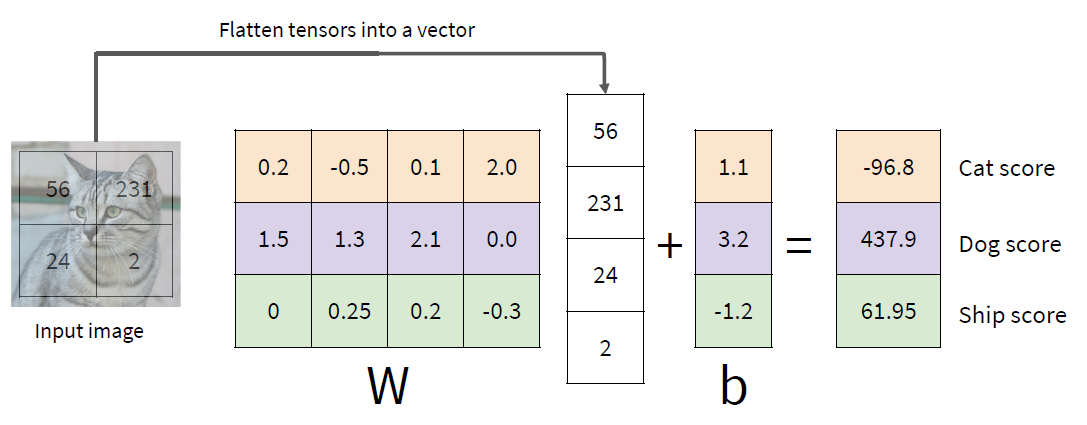 Flatten tensors into a vector
56 231
24 2
Input image
0.2 -0.5 0.1 2.0
1.5 1.3 2.1 0.0
0 0.25 0.2 -0.3
W
56
231
24
2
+
1.1
3.2
-1.2
b
=
-96.8 Cat score
437.9 Dog score
61.95 Ship score